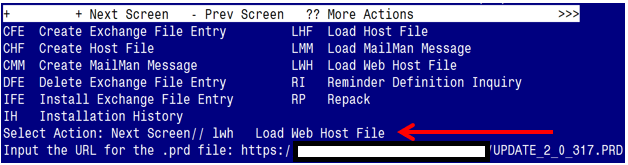 + + Next Screen - Prev Screen ?? More Actions >>>
CFE Create Exchange File Entry LHF Load Host File
CHF Create Host File LMM Load MailMan Message
CMM Create MailMan Message LWH Load Web Host File
DFE Delete Exchange File Entry RI Reminder Definition Inquiry
IFE Install Exchange File Entry RP Repack
IH Installation History
Select Action: Next Screen// lwh Load Web Host File
Input the URL for the .prd file: https:/ /UPDATE_2_0_317.PRD